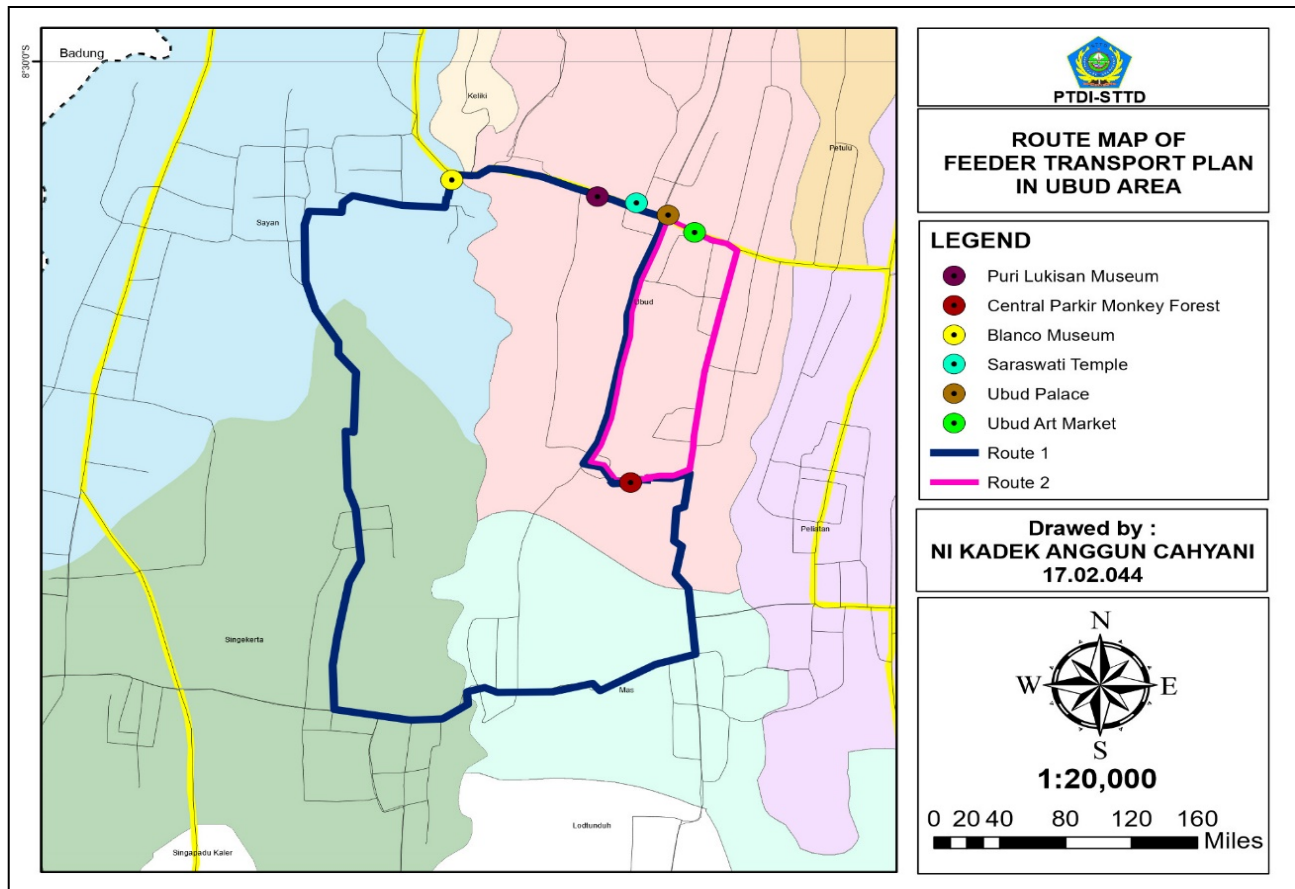 Badung
8°30'0"S
Keliki
Petulu
Sayan
Ubud
Peliatan
Singekerta
Mas
Lodtunduh
Singapadu Kaler
PTDI-STTD
ROUTE MAP OF
FEEDER TRANSPORT PLAN
IN UBUD AREA
LEGEND
Puri Lukisan Museum
Central Parkir Monkey Forest
Blanco Museum
Saraswati Temple
Ubud Palace
Ubud Art Market
Route 1
Route 2
Drawed by :
NI KADEK ANGGUN CAHYANI
17.02.044
N
W E
S
1:20,000
0 20 40 80 120 160
Miles